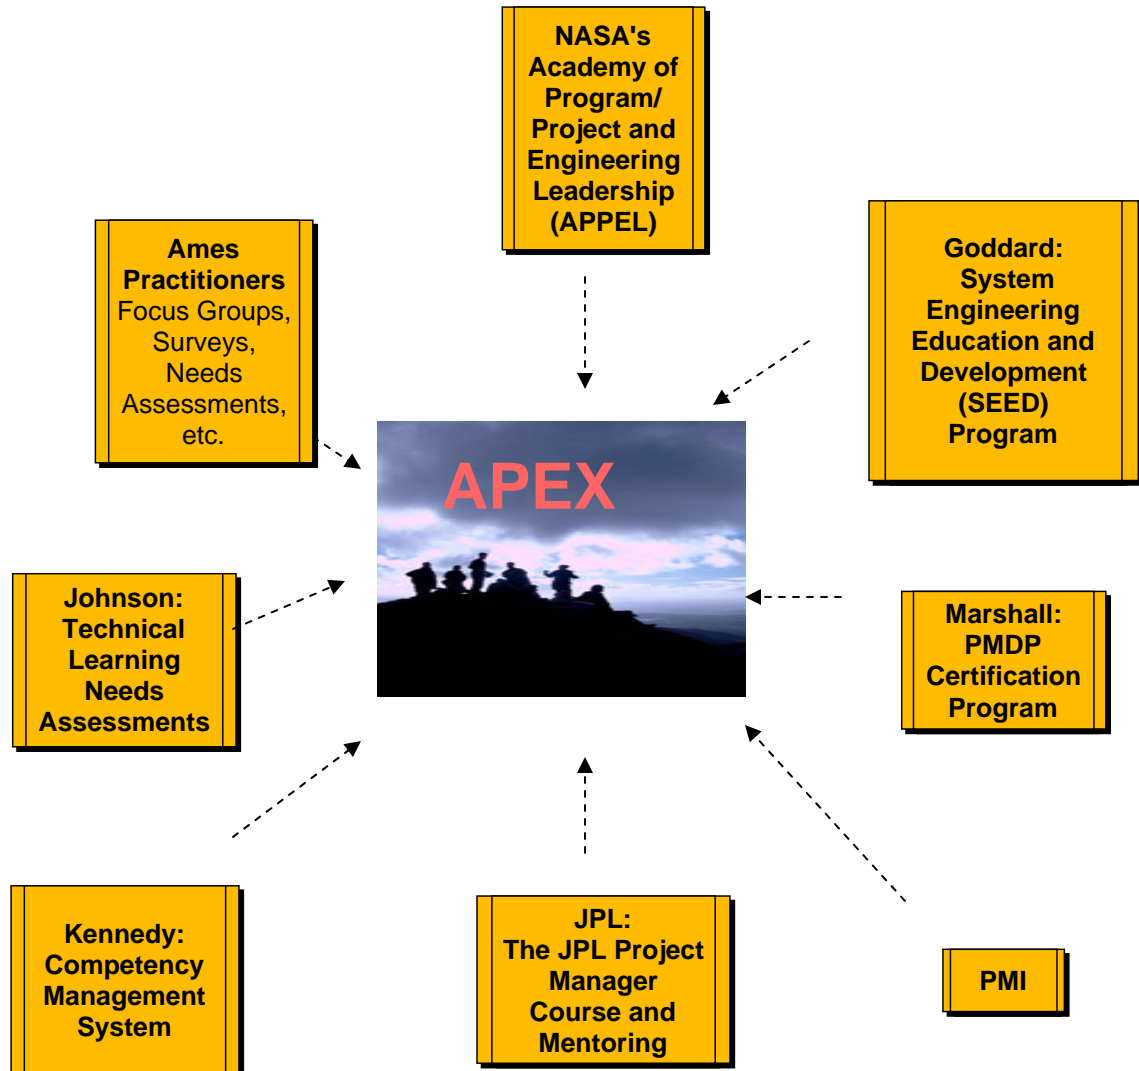 NASA's
Academy of
Program/
Project and
Engineering
Leadership
(APPEL)
Ames
Practitioners
Focus Groups,
Surveys,
Needs
Assessments,
etc.
Goddard:
System
Engineering
Education and
Development
(SEED)
Program
APEX
Johnson:
Technical
Learning
Needs
Assessments
Marshall:
PMDP
Certification
Program
Kennedy:
Competency
Management
System
JPL:
The JPL Project
Manager
Course and
Mentoring
PMI